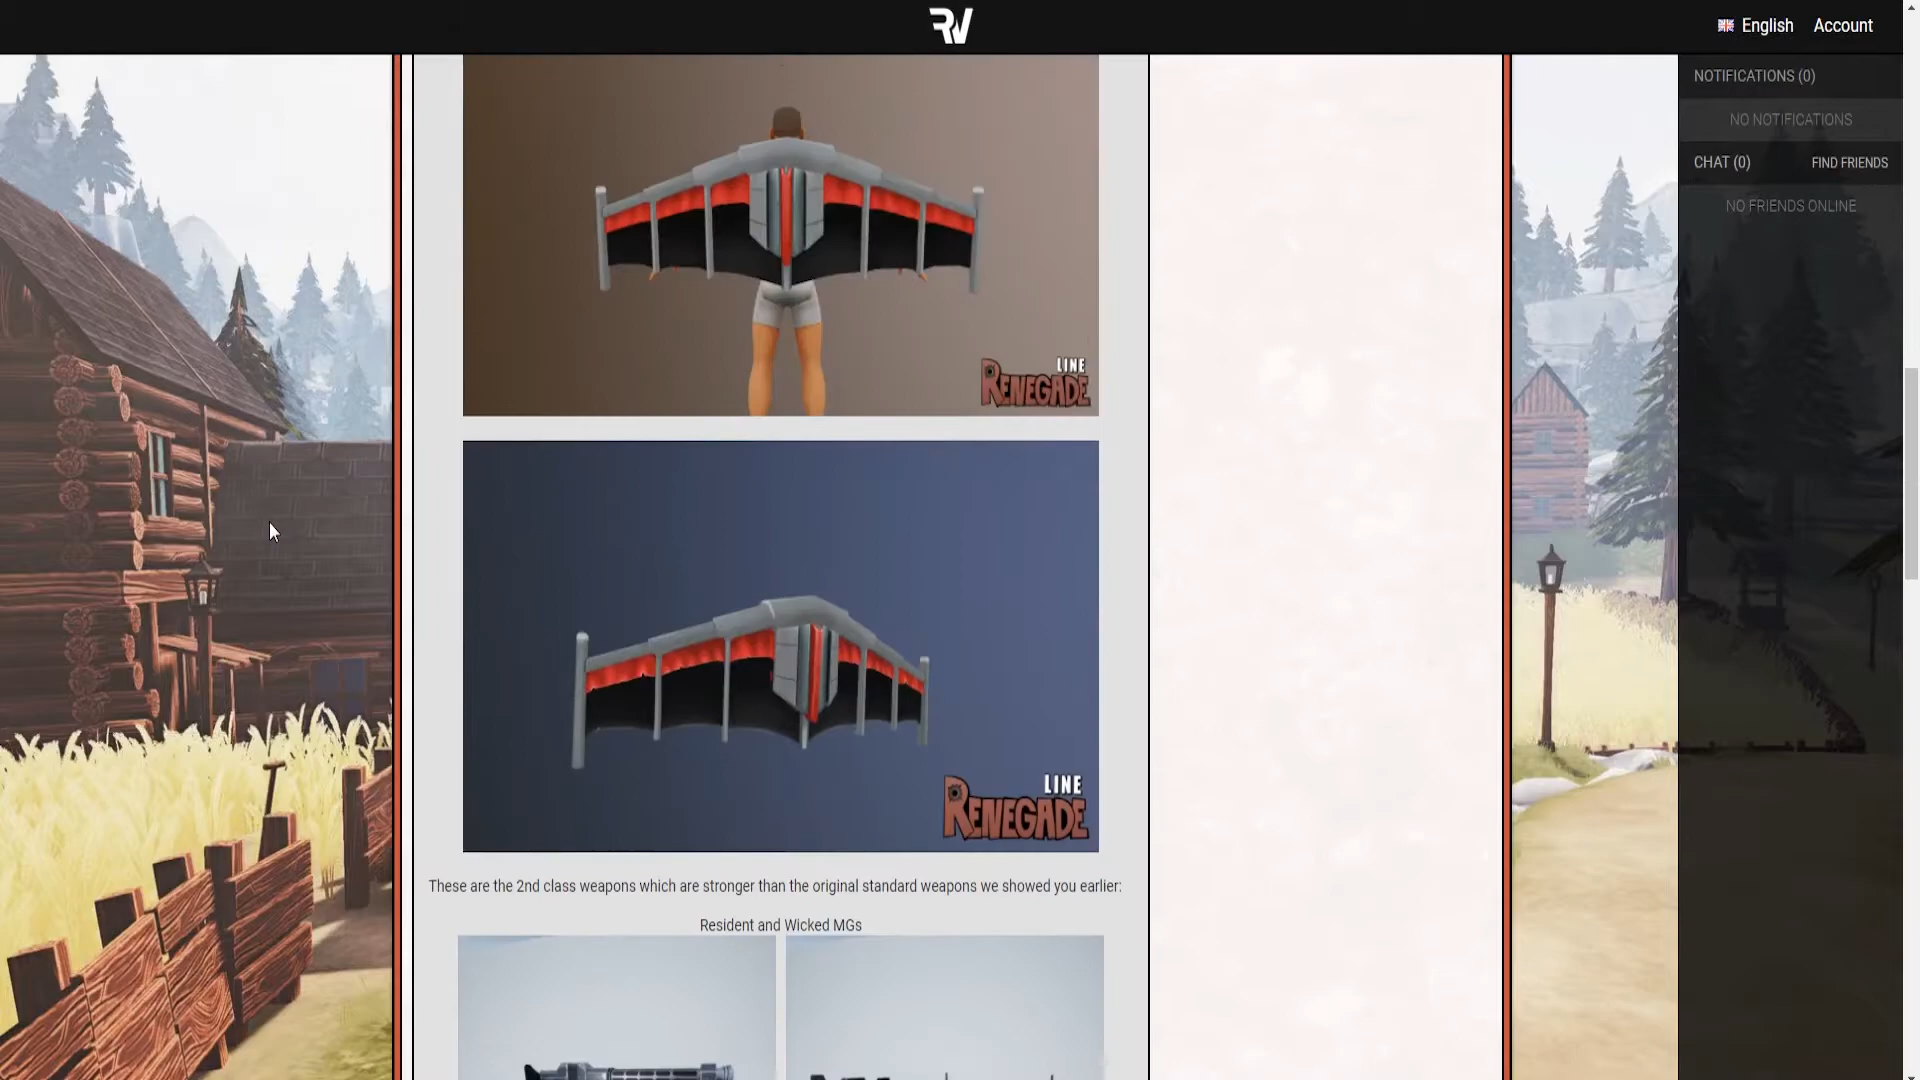 RV
English Account
NOTIFICATIONS (0)
NO NOTIFICATIONS
CHAT (0) FIND FRIENDS
NO FRIENDS ONLINE
LINE
RENEGADE
LINE
RENEGADE
These are the 2nd class weapons which are stronger than the original standard weapons we showed you earlier:
Resident and Wicked MGs